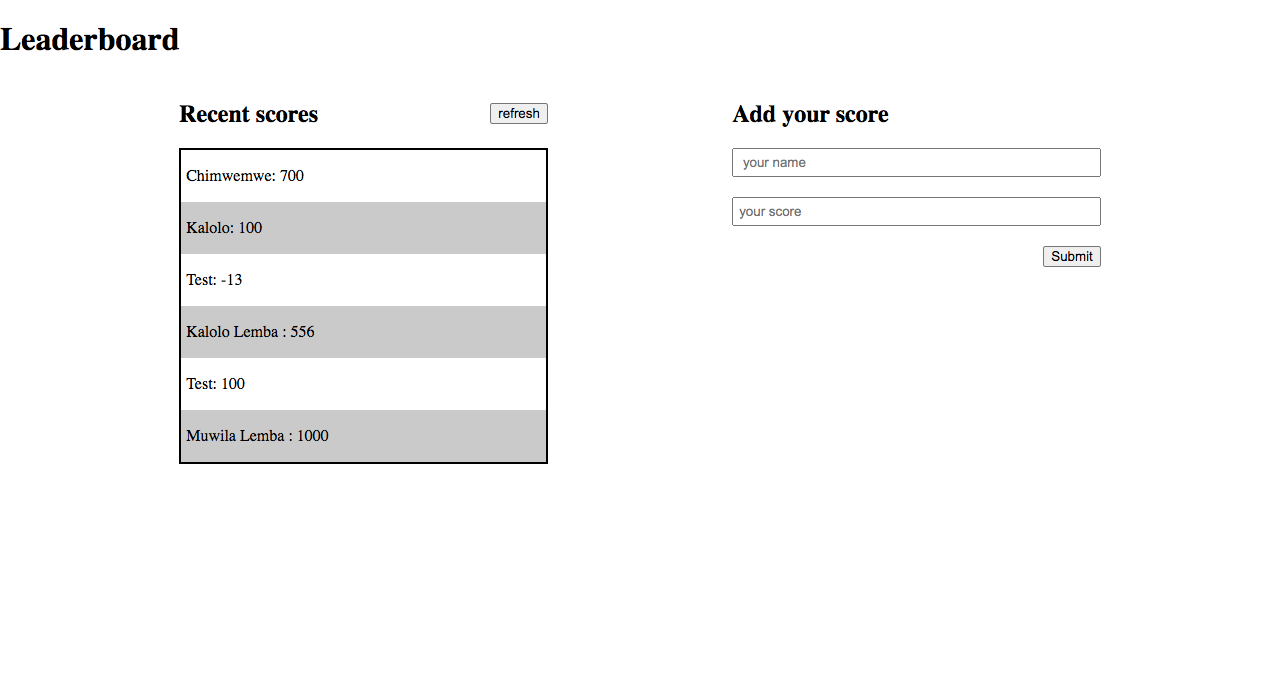 Leaderboard
Recent scores
refresh
Chimwemwe: 700
Kalolo: 100
Test: -13
Kalolo Lemba : 556
Test: 100
Muwila Lemba : 1000
Add your score
your name
your score
Submit